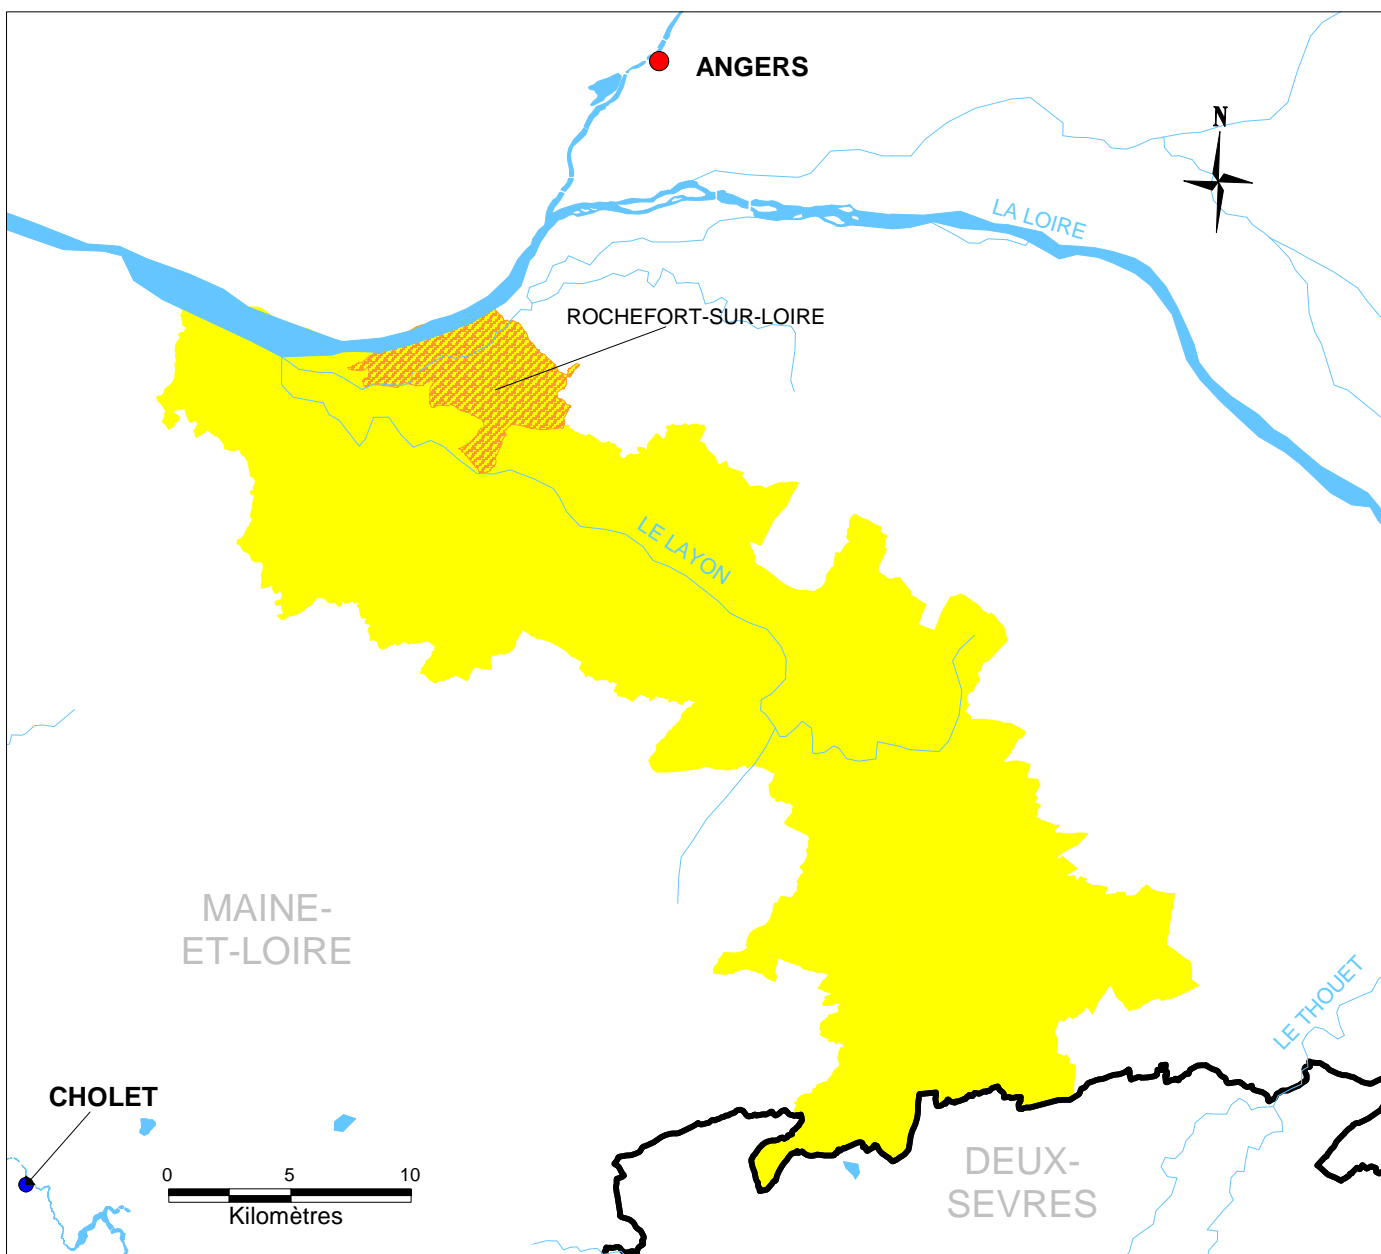 ANGERS
N
LA LOIRE
ROCHEFORT-SUR-LOIRE
LE LAYON
MAINE-
ET-LOIRE
LE THOUET
CHOLET
DEUX-
SEVRES
0 5 10
Kilomètres